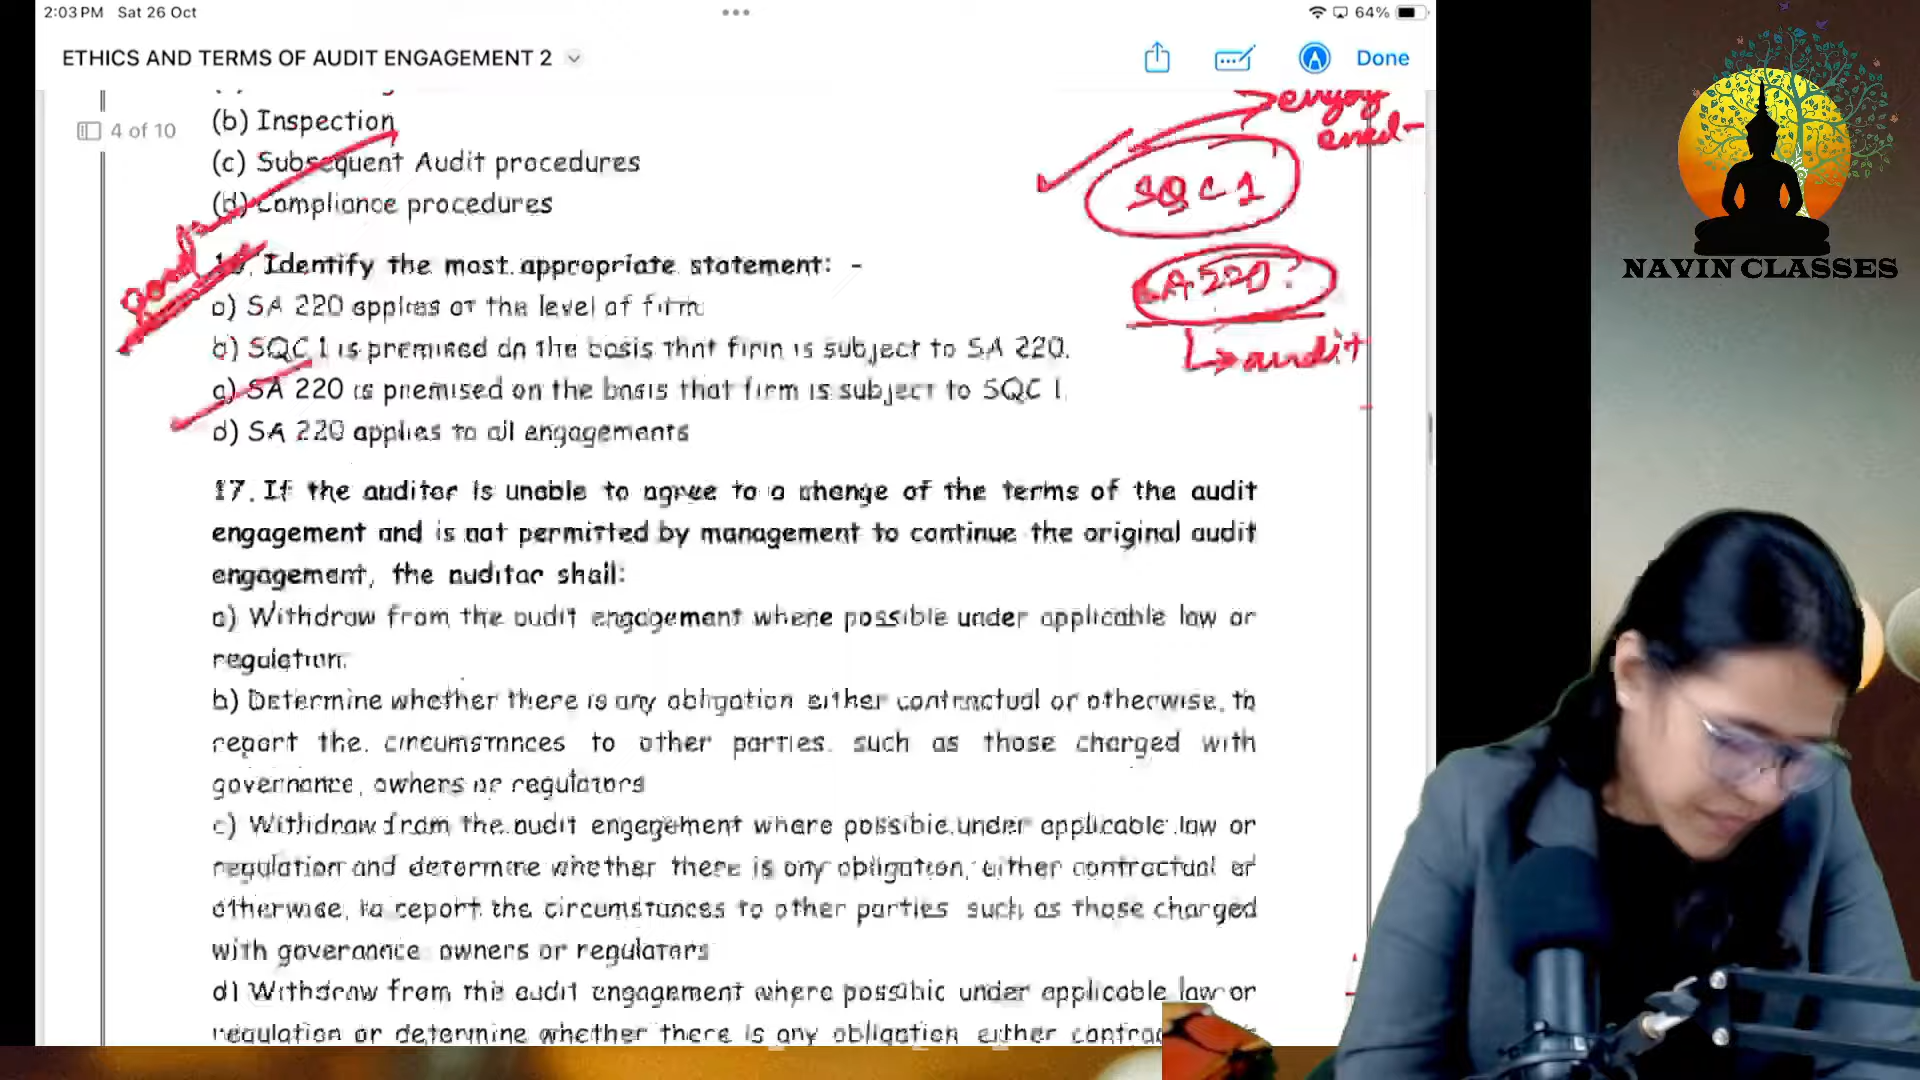 2:03 PM Sat 26 Oct
64%
ETHICS AND TERMS OF AUDIT ENGAGEMENT 2
Done
4 of 10
(b) Inspection
(c) Subsequent Audit procedures
(d) Compliance procedures
SQC 1
Identify the most appropriate statement: -
a) SA 220 applies at the level of firm
b) SQC 1 is premised on the basis that firm is subject to SA 220.
audit
c) SA 220 is premised on the basis that firm is subject to SQC 1.
d) SA 220 applies to all engagements
17. If the auditor is unable to agree to a change of the terms of the audit
engagement and is not permitted by management to continue the original audit
engagement, the auditor shall:
a) Withdraw from the audit engagement where possible under applicable law or
regulation.
b) Determine whether there is any obligation either contractual or otherwise, to
report the circumstances to other parties, such as those charged with
governance, owners or regulators
c) Withdraw from the audit engagement where possible under applicable law or
regulation and determine whether there is any obligation, either contractual or
otherwise, to report the circumstances to other parties such as those charged
with governance owners or regulators
d) Withdraw from the audit engagement where possible under applicable law or
regulation or determine whether there is any obligation either
NAVIN CLASSES